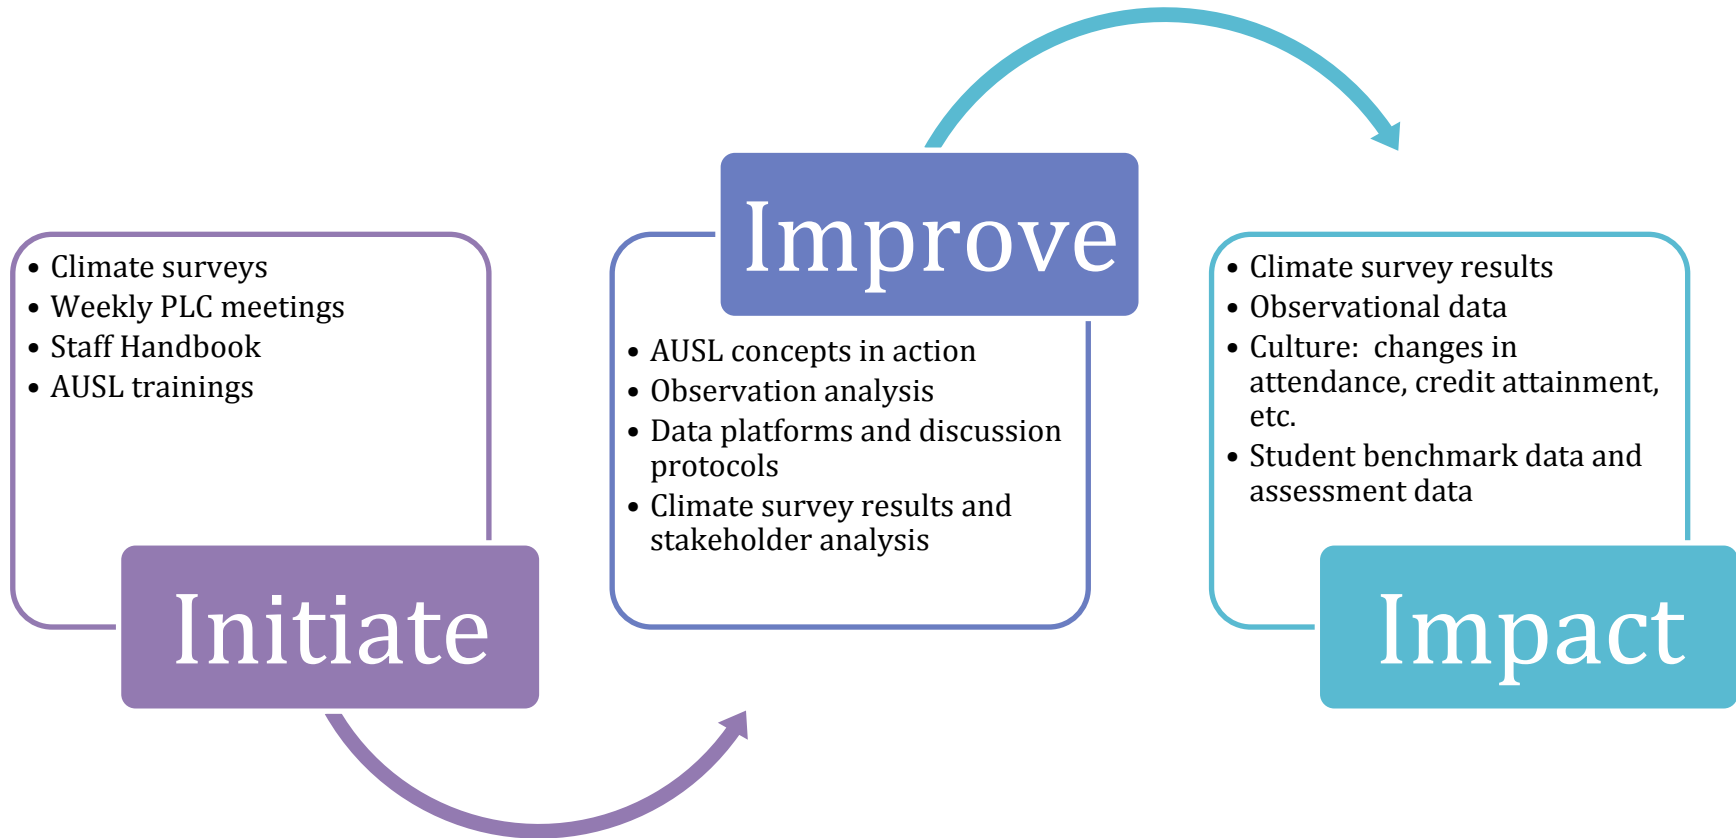 • Climate surveys
• Weekly PLC meetings
• Staff Handbook
• AUSL trainings
Initiate
Improve
• AUSL concepts in action
• Observation analysis
• Data platforms and discussion
protocols
• Climate survey results and
stakeholder analysis
• Climate survey results
• Observational data
• Culture:  changes in
attendance, credit attainment,
etc.
• Student benchmark data and
assessment data
Impact